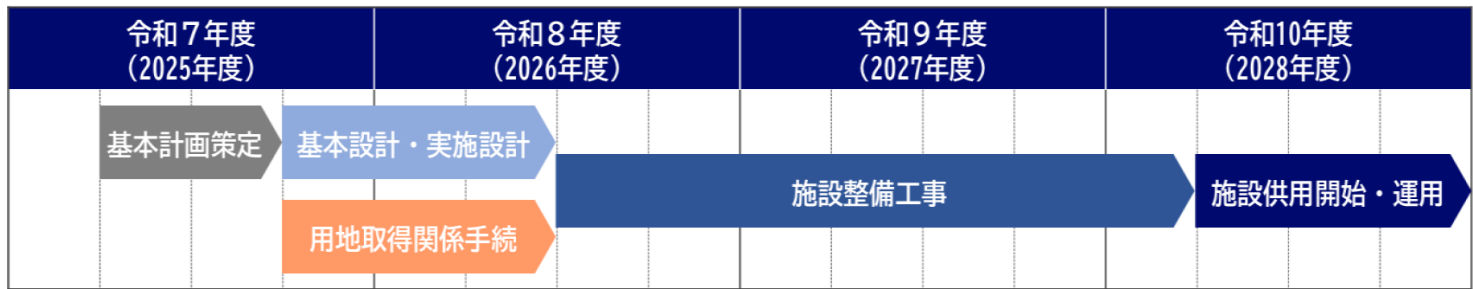 令和７年度
（2025年度）
令和８年度
（2026年度）
令和９年度
（2027年度）
令和10年度
（2028年度）
基本計画策定
基本設計・実施設計
施設整備工事
施設供用開始・運用
用地取得関係手続